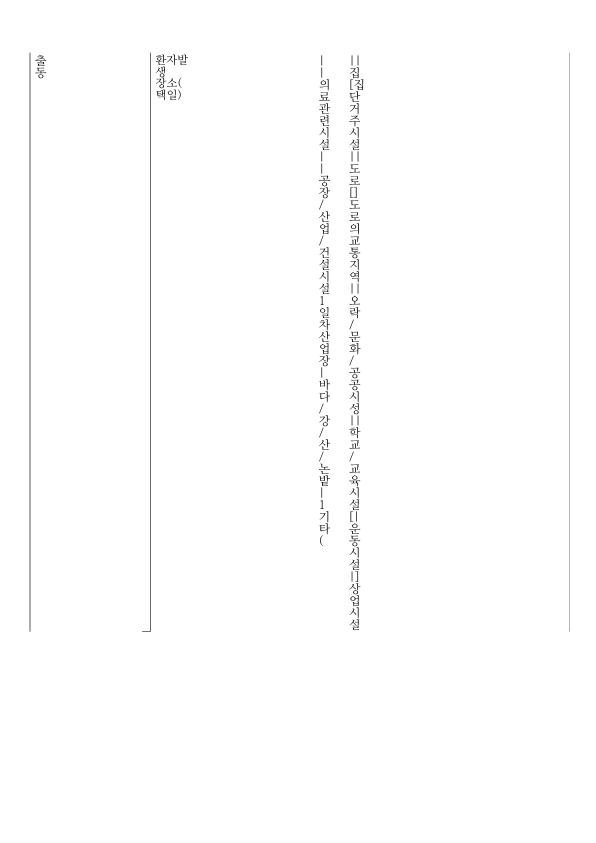 출동
환자발
생
장소(
택일)
||집[집단거주시설||도로[]도로의교통지역||오락/문화/공공시성||학교/교육시설[|운동시설|]상업시설
||의료관련시설||공장/산업/건설시설1일차산업장|바다/강/산/논밭|1기타(